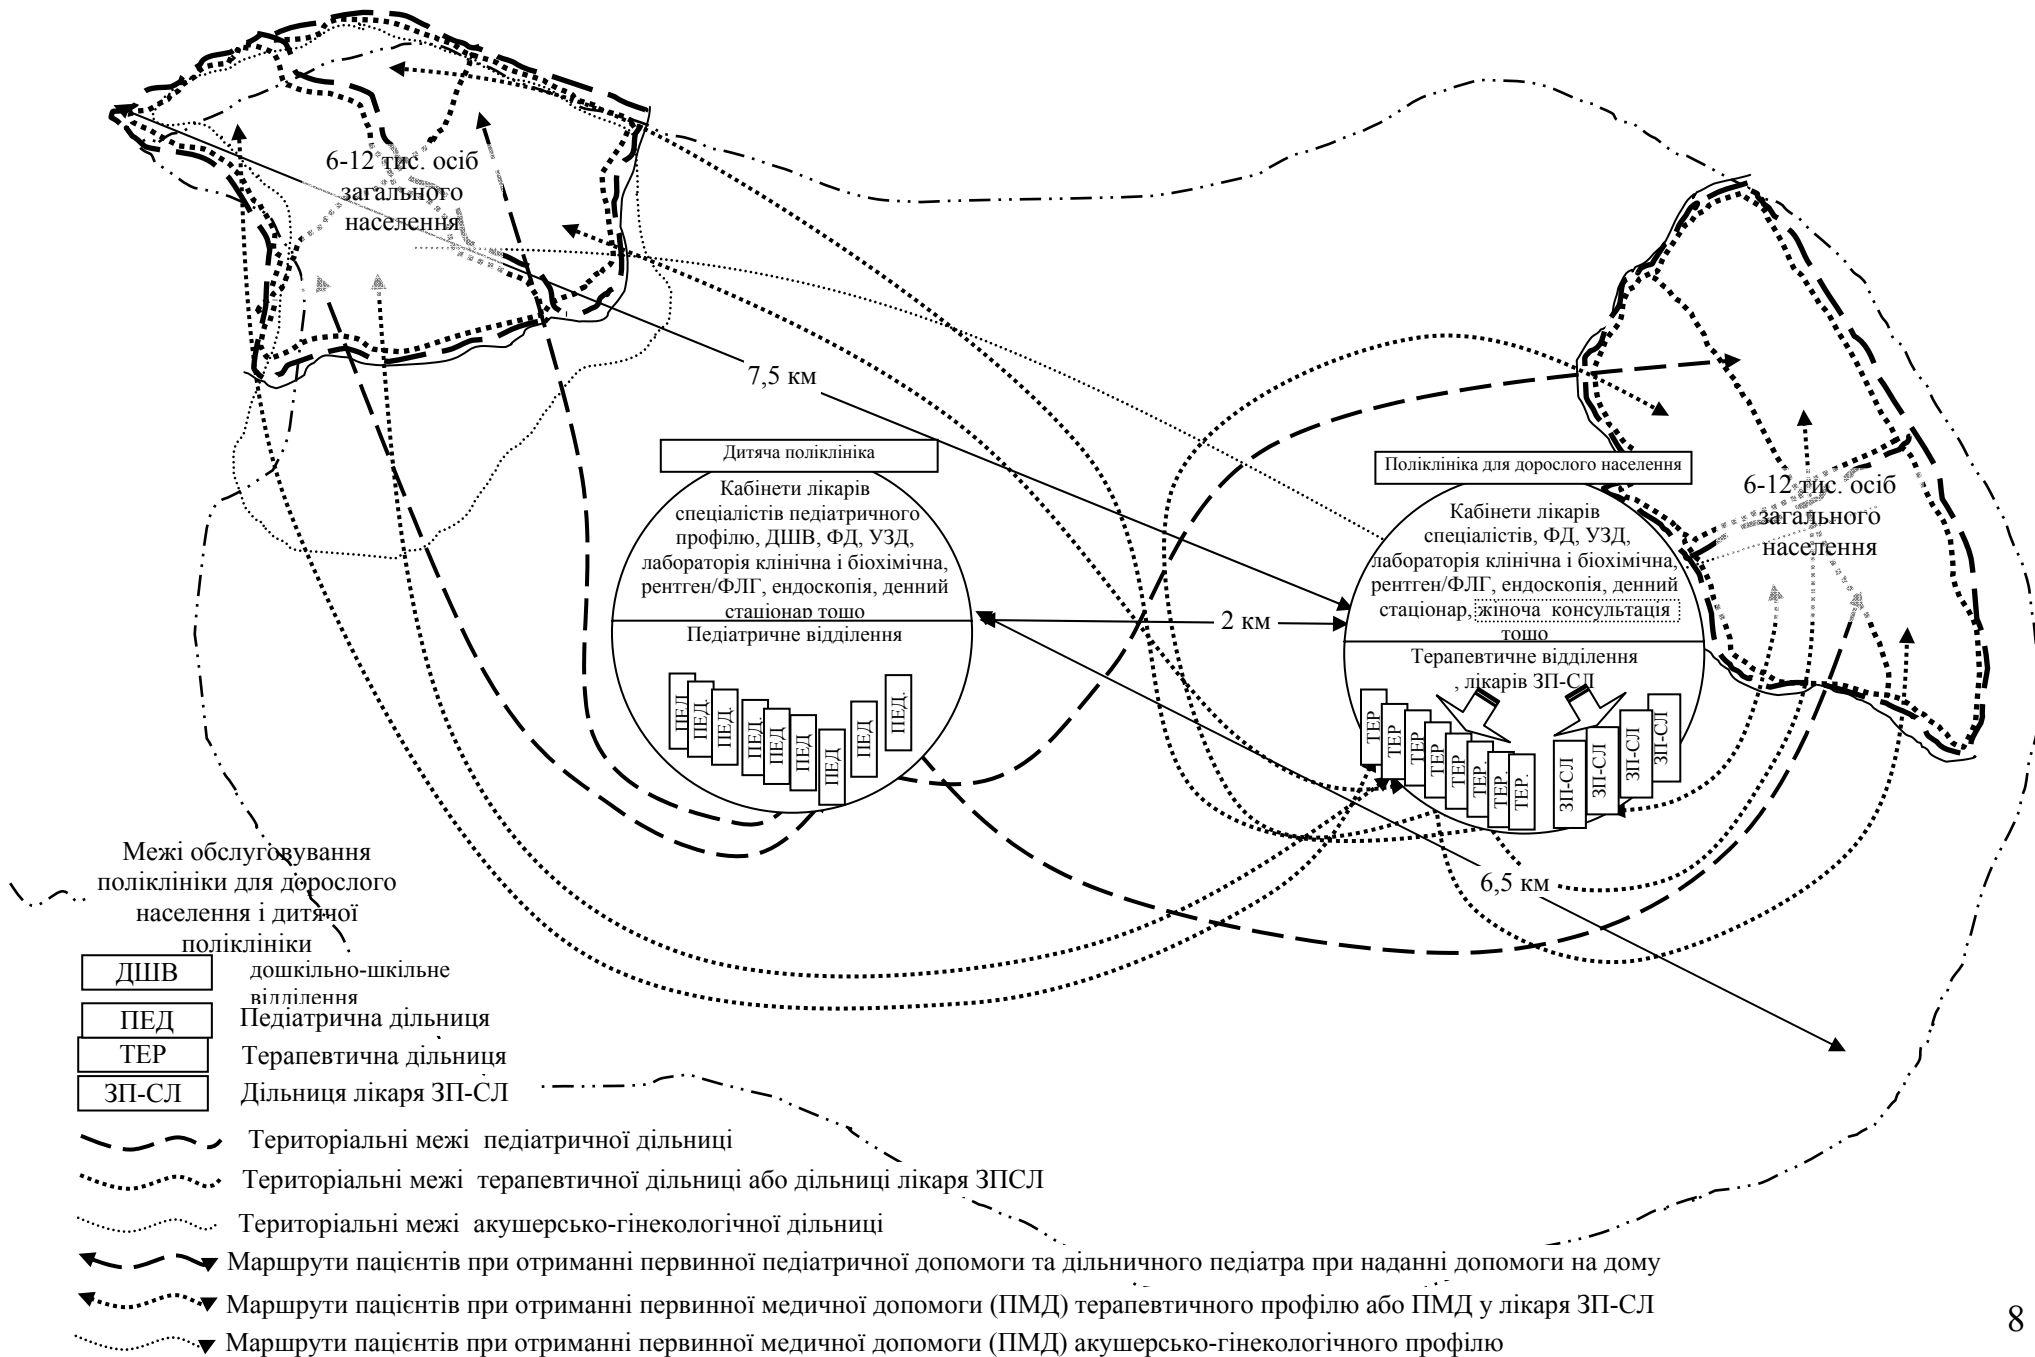 6-12 тис. осіб
загального
населення
7,5 км
Дитяча поліклініка
Кабінети лікарів
спеціалістів педіатричного
профілю, ДШВ, ФД, УЗД,
лабораторія клінічна і біохімічна,
рентген/ФЛГ, ендоскопія, денний
стаціонар тощо
Педіатричне відділення
ПЕД
ПЕД.
ПЕД.
ПЕД.
ПЕД
ПЕД
ПЕД
ПЕД
ПЕД.
2 км
Поліклініка для дорослого населення
Кабінети лікарів
спеціалістів, ФД, УЗД,
лабораторія клінічна і біохімічна,
рентген/ФЛГ, ендоскопія, денний
стаціонар, жіноча консультація
тощо
Терапевтичне відділення
, лікарів ЗП-СЛ
ТЕР
ТЕР
ТЕР
ТЕР
ТЕР
ТЕР.
ТЕР.
ТЕР.
ЗП-СЛ
ЗП-СЛ
ЗП-СЛ
ЗП-СЛ
6-12 тис. осіб
загального
населення
6,5 км
Межі обслуговування
поліклініки для дорослого
населення і дитячої
поліклініки
ДШВ дошкільно-шкільне
відділення
ПЕД Педіатрична дільниця
ТЕР Терапевтична дільниця
ЗП-СЛ Дільниця лікаря ЗП-СЛ
Територіальні межі педіатричної дільниці
Територіальні межі терапевтичної дільниці або дільниці лікаря ЗПСЛ
Територіальні межі акушерсько-гінекологічної дільниці
Маршрути пацієнтів при отриманні первинної педіатричної допомоги та дільничного педіатра при наданні допомоги на дому
Маршрути пацієнтів при отриманні первинної медичної допомоги (ПМД) терапевтичного профілю або ПМД у лікаря ЗП-СЛ
Маршрути пацієнтів при отриманні первинної медичної допомоги (ПМД) акушерсько-гінекологічного профілю
8